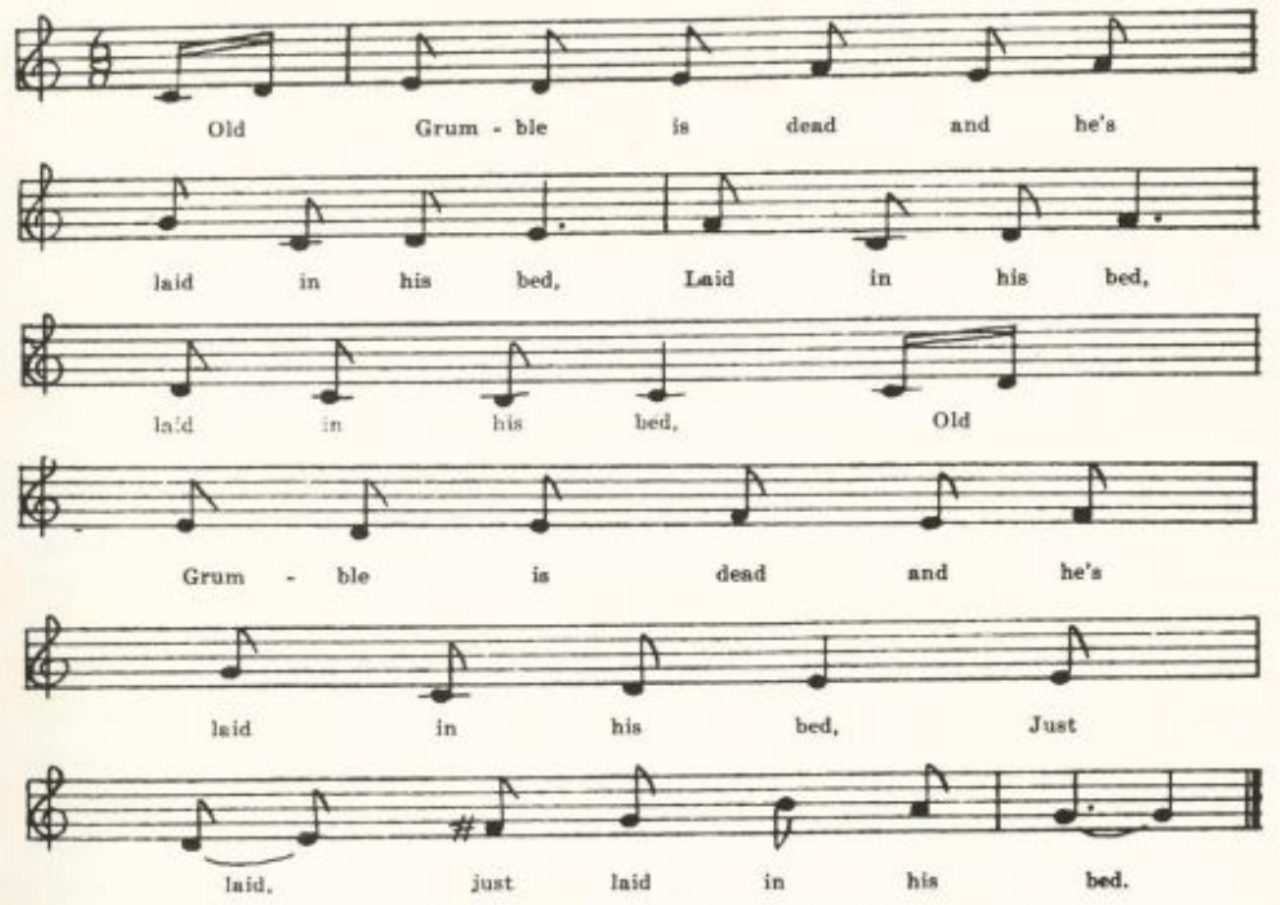 Old Grum - ble is dead and he's
laid in his bed, Laid in his bed,
laid in his bed, Old
Grum - ble is dead and he's
laid in his bed, Just
laid, just laid in his bed.